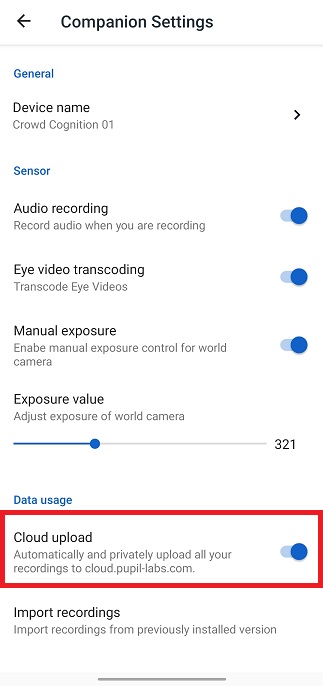 Companion Settings
General
Device name
Crowd Cognition 01
Sensor
Audio recording
Record audio when you are recording
Eye video transcoding
Transcode Eye Videos
Manual exposure
Enabe manual exposure control for world
camera
Exposure value
Adjust exposure of world camera
321
Data usage
Cloud upload
Automatically and privately upload all your
recordings to cloud.pupil-labs.com.
Import recordings
Import recordings from previously installed version